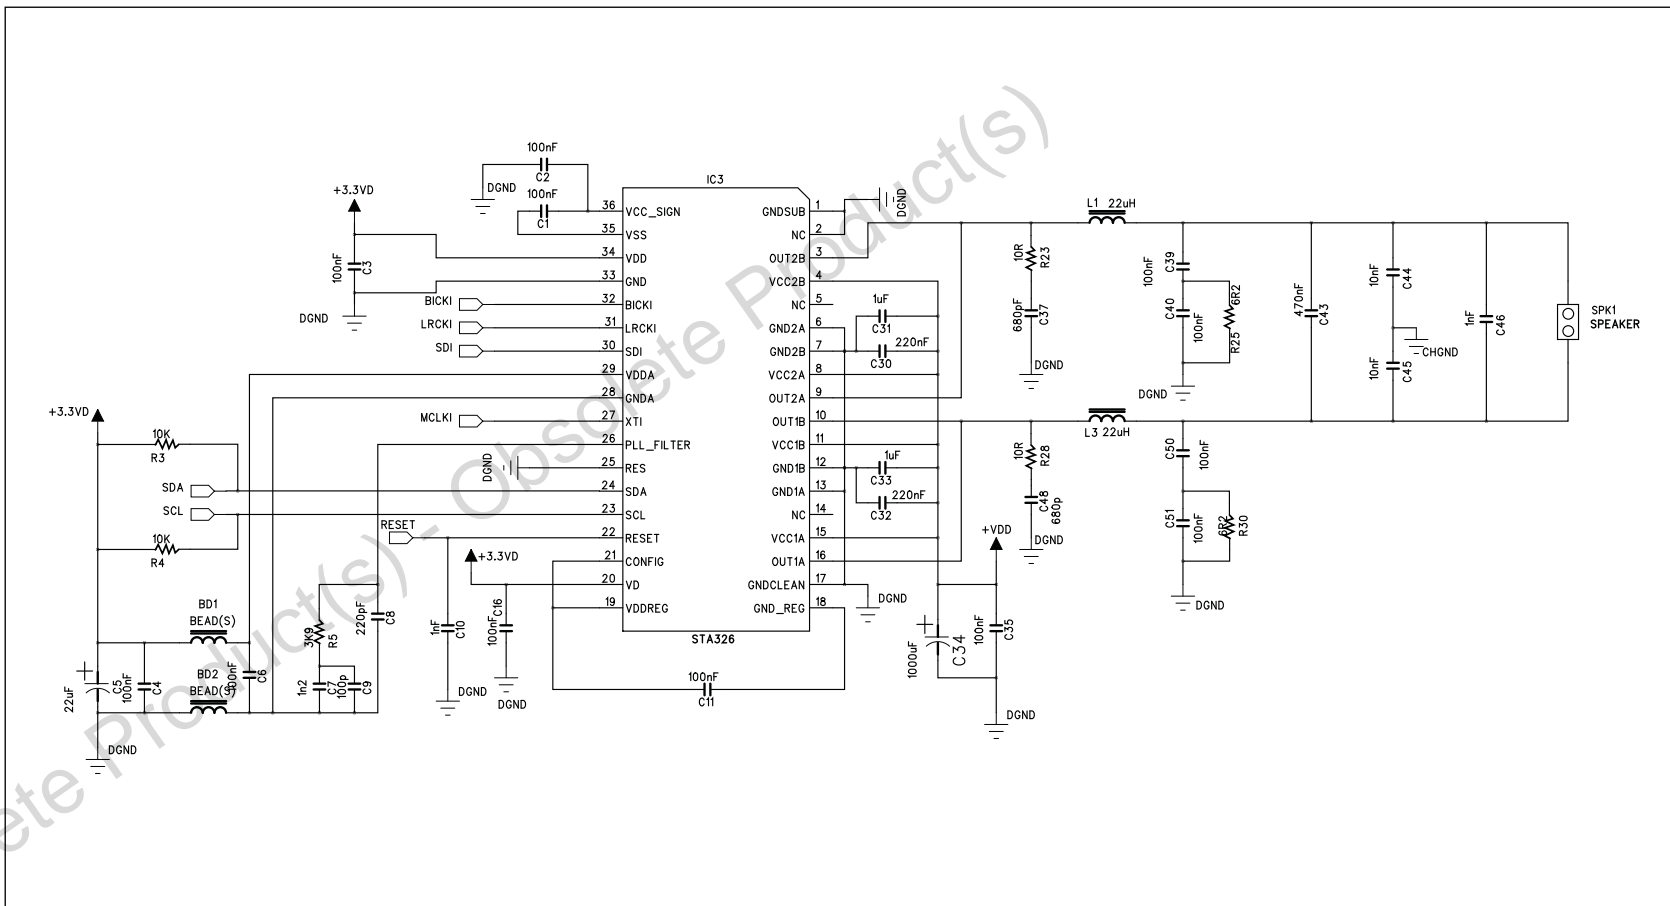 Obsolete Product(s) - Obsolete Product(s)
IC3
STA326
36 VCC_SIGN
35 VSS
34 VDD
33 GND
32 BICKI
31 LRCKI
30 SDI
29 VDDA
28 GNDA
27 XTI
26 PLL_FILTER
25 RES
24 SDA
23 SCL
22 RESET
21 CONFIG
20 VD
19 VDDREG
GNDSUB 1
NC 2
OUT2B 3
VCC2B 4
NC 5
GND2A 6
GND2B 7
VCC2A 8
OUT2A 9
OUT1B 10
VCC1B 11
GND1B 12
GND1A 13
NC 14
VCC1A 15
OUT1A 16
GNDCLEAN 17
GND_REG 18
100nF
C2
DGND
100nF
C1
+3.3VD
100nF
C3
DGND
BICKI
LRCKI
SDI
MCLKI
DGND
+3.3VD
10K
R3
SDA
SCL
10K
R4
RESET
+3.3VD
BD1
BEAD(S)
BD2
BEAD(S)
22uF
C5
100nF
C4
100nF
C6
DGND
3K9
R5
220pF
C8
1n2
C7
100p
C9
1nF
C10
DGND
100nF
C16
DGND
100nF
C11
DGND
1uF
C31
220nF
C30
1uF
C33
220nF
C32
DGND
1000uF
C34
+VDD
100nF
C35
DGND
10R
R23
680pF
C37
DGND
L1 22uH
100nF
C39
C40
100nF
6R2
R25
DGND
470nF
C43
10nF
C44
CHGND
10nF
C45
1nF
C46
SPK1
SPEAKER
L3 22uH
10R
R28
C48
680p
DGND
C50
100nF
C51
100nF
6R2
R30
DGND